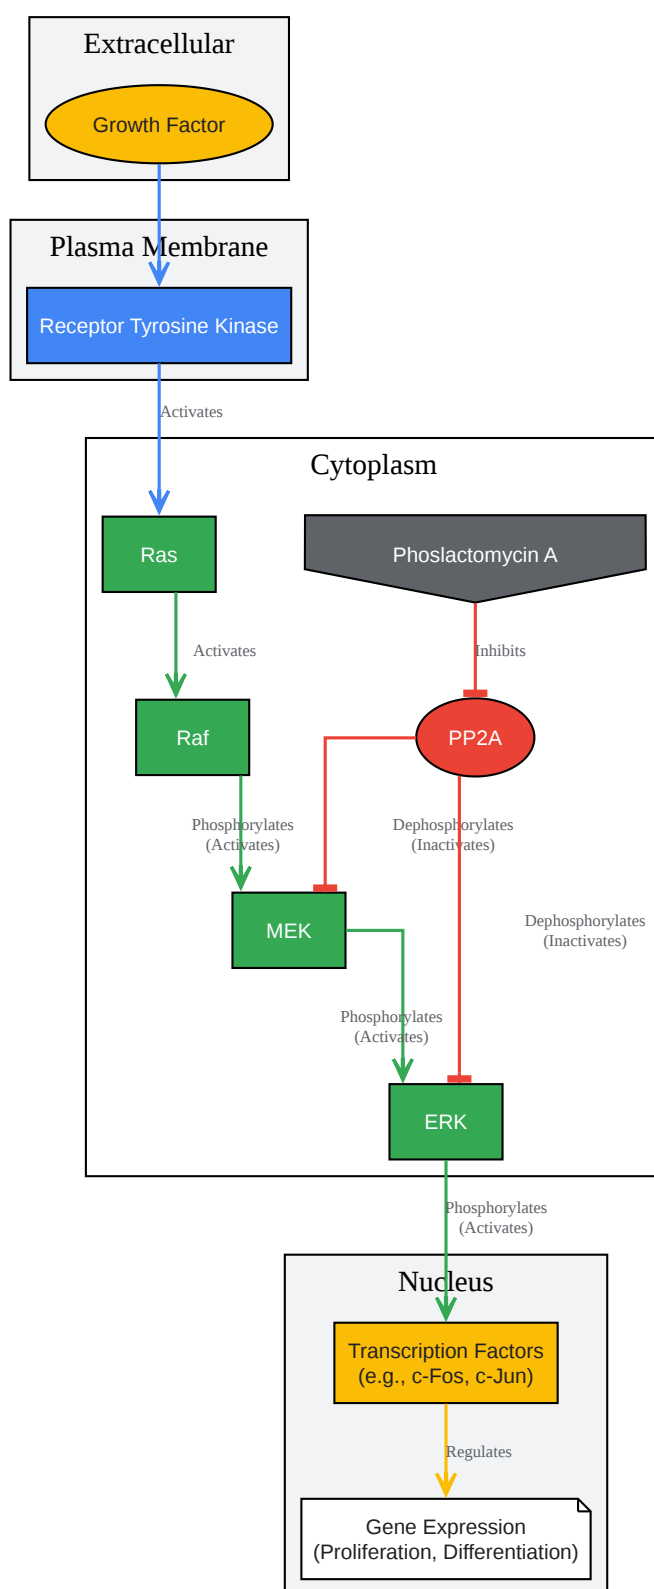 Extracellular
Growth Factor
Plasma Membrane
Receptor Tyrosine Kinase
Activates
Cytoplasm
Ras
Phoslactomycin A
Activates
Inhibits
Raf
PP2A
Phosphorylates
(Activates)
Dephosphorylates
(Inactivates)
MEK
Dephosphorylates
(Inactivates)
Phosphorylates
(Activates)
ERK
Phosphorylates
(Activates)
Nucleus
Transcription Factors
(e.g., c-Fos, c-Jun)
Regulates
Gene Expression
(Proliferation, Differentiation)